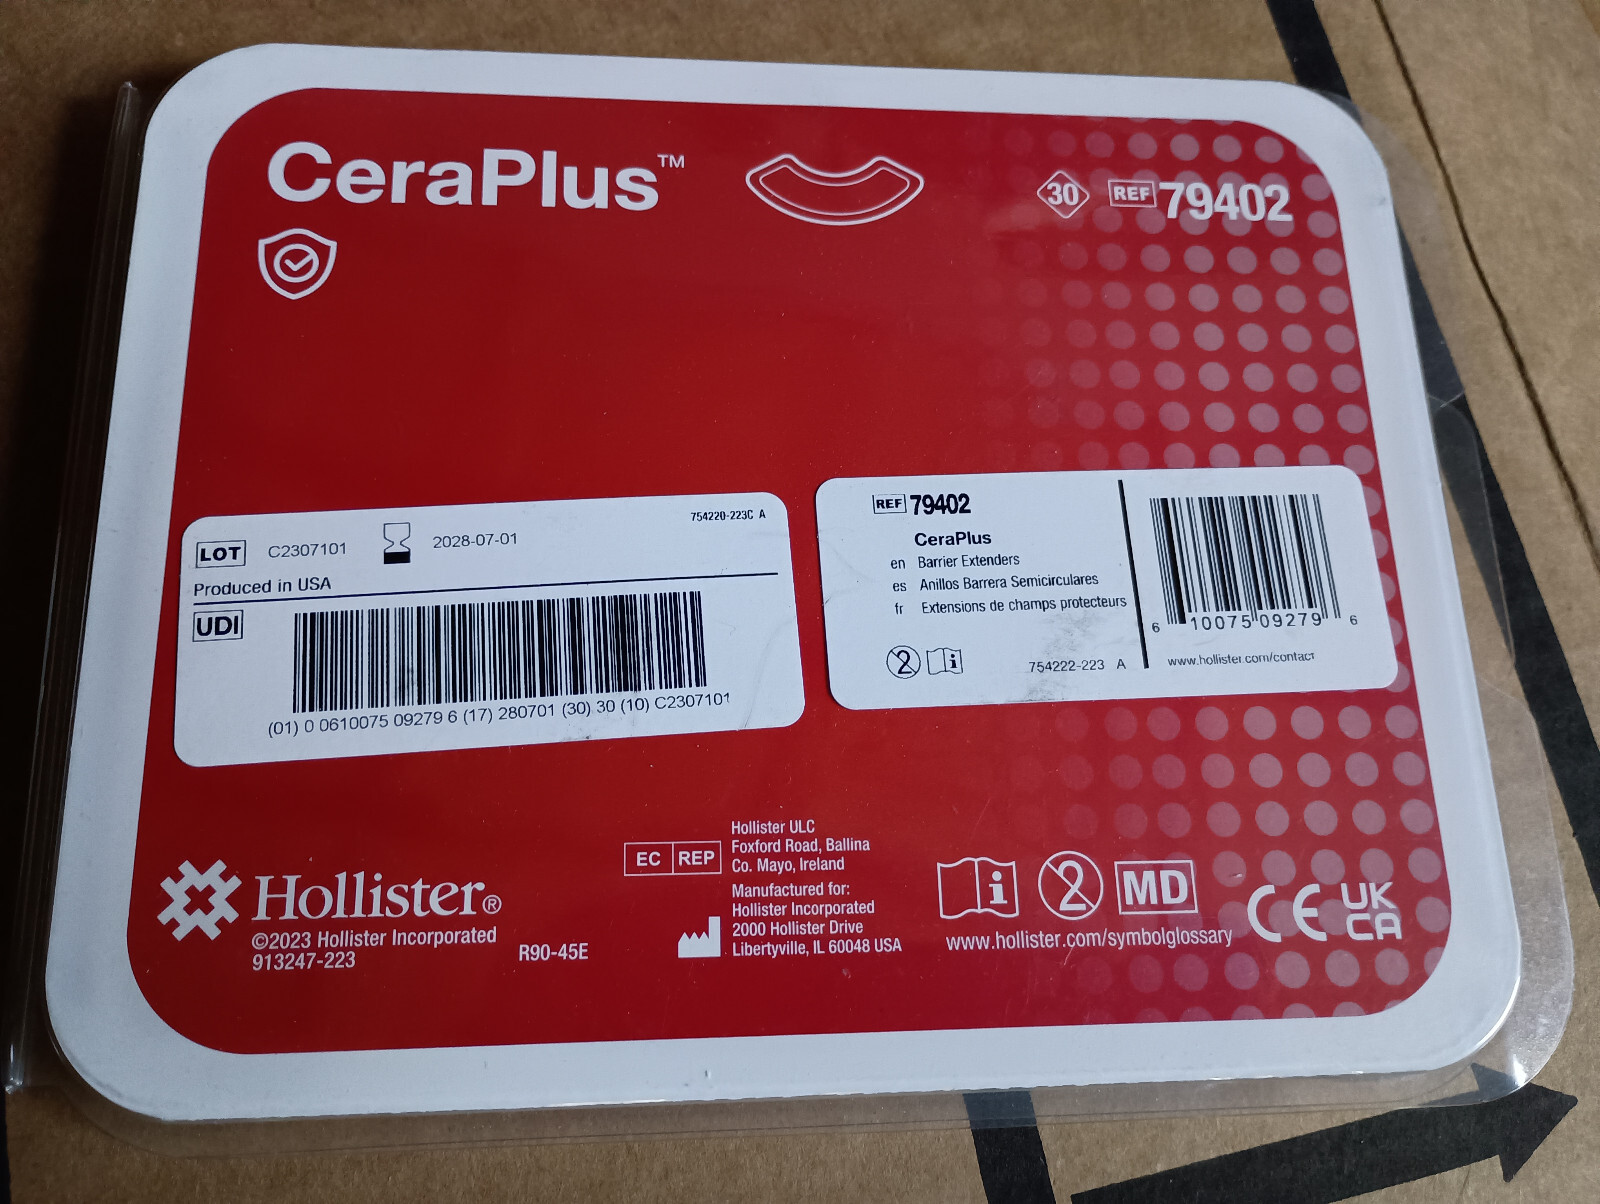 CeraPlus™
30 REF 79402
754220-223C A
LOT C2307101 2028-07-01
Produced in USA
UDI
(01) 0 0610075 09279 6 (17) 280701 (30) 30 (10) C2307101
REF 79402
CeraPlus
en Barrier Extenders
es Anillos Barrera Semicirculares
fr Extensions de champs protecteurs
2 i
754222-223 A
6 10075 09279 6
www.hollister.com/contact
Hollister®
©2023 Hollister Incorporated
913247-223
R90-45E
EC REP
Hollister ULC
Foxford Road, Ballina
Co. Mayo, Ireland
Manufactured for:
Hollister Incorporated
2000 Hollister Drive
Libertyville, IL 60048 USA
i 2 MD
www.hollister.com/symbolglossary
CE UK
CA